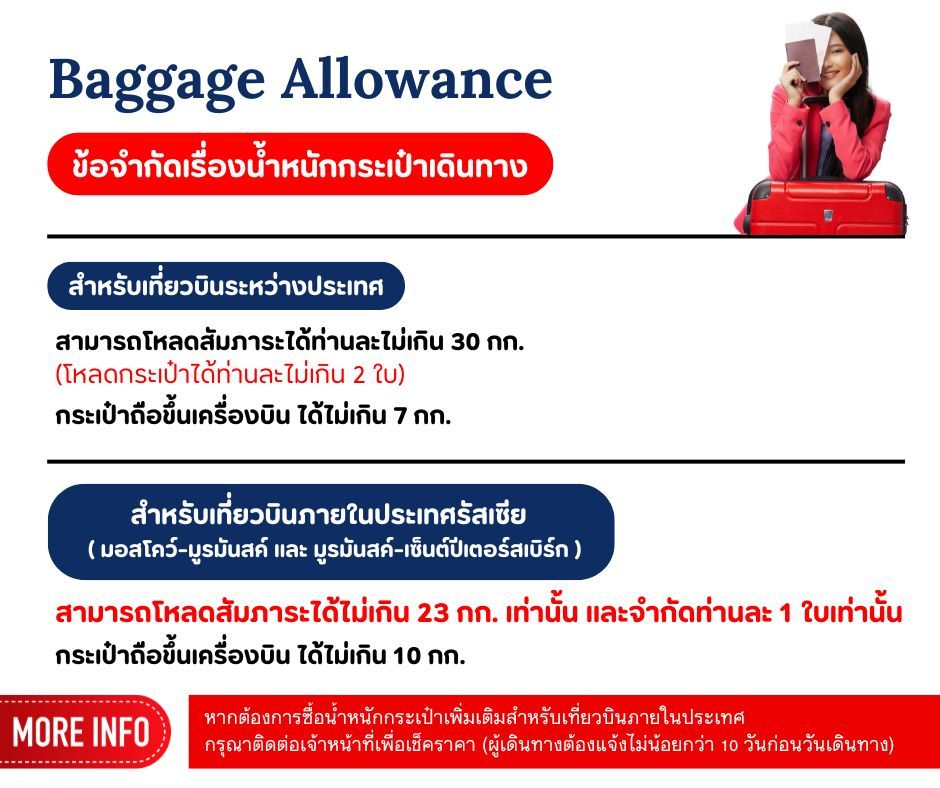 Baggage Allowance
ข้อจำกัดเรื่องน้ำหนักกระเป๋าเดินทาง
สำหรับเที่ยวบินระหว่างประเทศ
สามารถโหลดสัมภาระได้ท่านละไม่เกิน 30 กก.
(โหลดกระเป๋าได้ท่านละไม่เกิน 2 ใบ)
กระเป๋าถือขึ้นเครื่องบิน ได้ไม่เกิน 7 กก.
สำหรับเที่ยวบินภายในประเทศรัสเซีย
( มอสโคว์-มูรมันสค์ และ มูรมันสค์-เซ็นต์ปีเตอร์สเบิร์ก )
สามารถโหลดสัมภาระได้ไม่เกิน 23 กก. เท่านั้น และจำกัดท่านละ 1 ใบเท่านั้น
กระเป๋าถือขึ้นเครื่องบิน ได้ไม่เกิน 10 กก.
MORE INFO
หากต้องการซื้อน้ำหนักกระเป๋าเพิ่มเติมสำหรับเที่ยวบินภายในประเทศ
กรุณาติดต่อเจ้าหน้าที่เพื่อเช็คราคา (ผู้เดินทางต้องแจ้งไม่น้อยกว่า 10 วันก่อนวันเดินทาง)